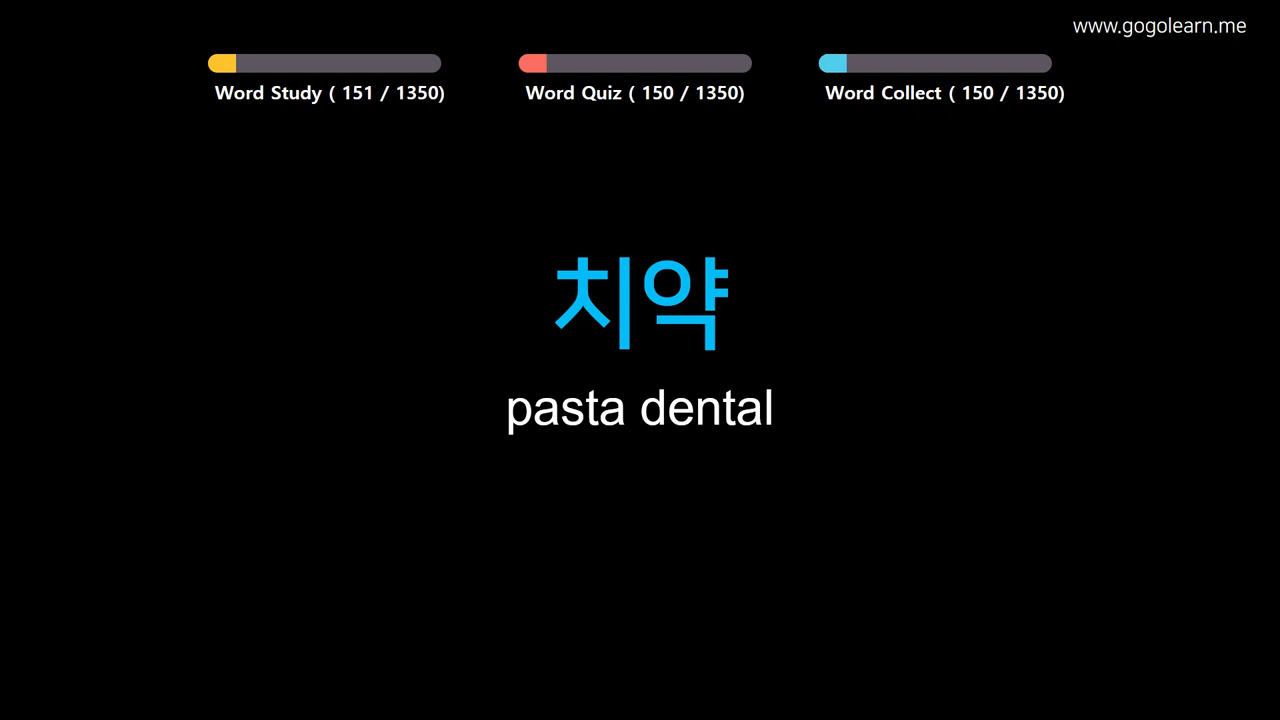 www.gogolearn.me
Word Study ( 151 / 1350)
Word Quiz ( 150 / 1350)
Word Collect ( 150 / 1350)
치약
pasta dental